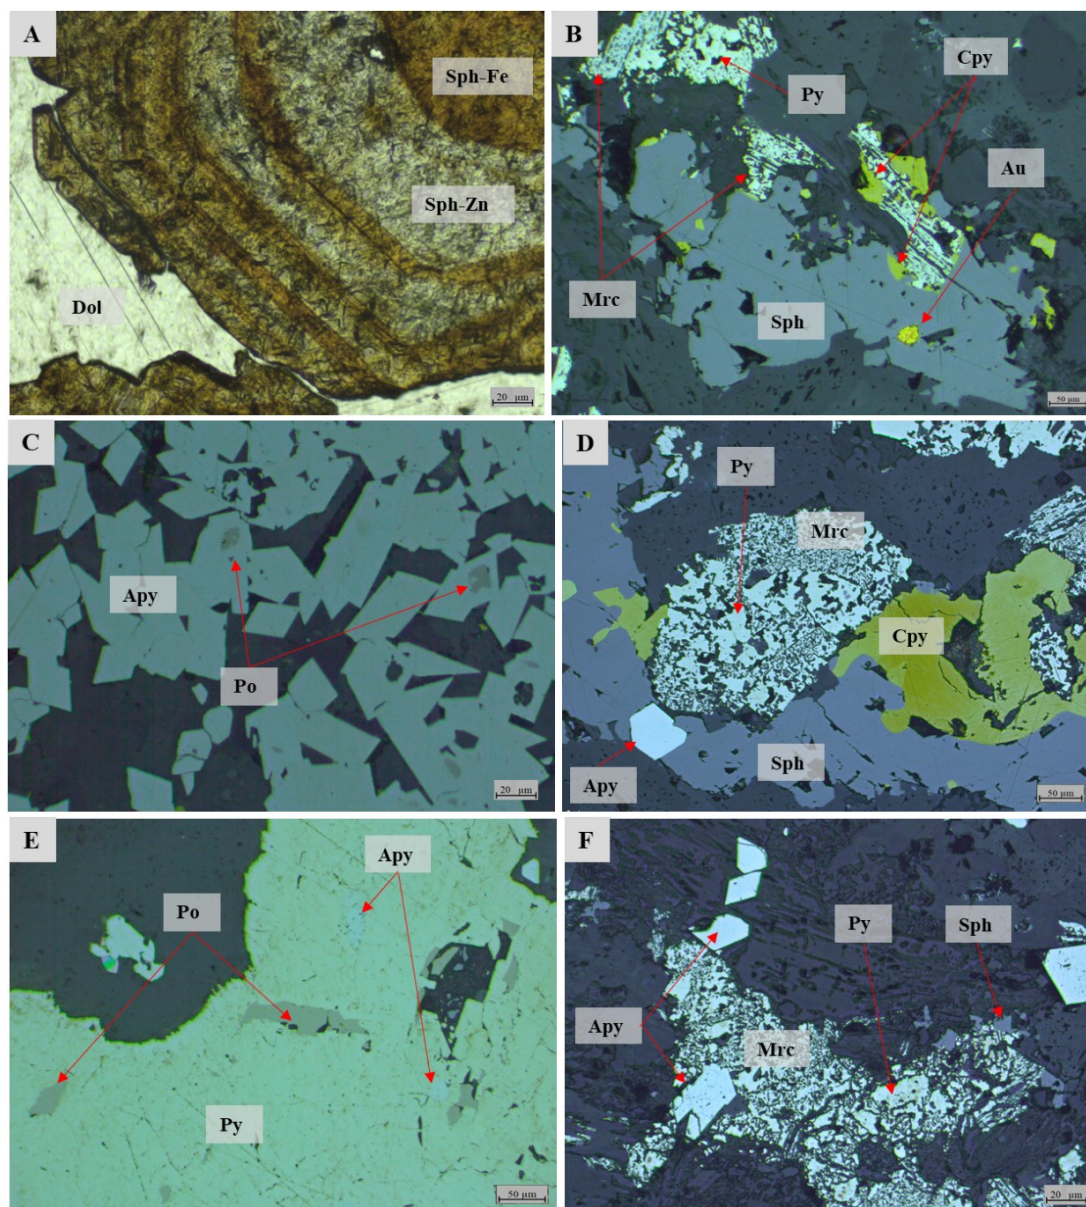 A
Sph-Fe
Sph-Zn
Dol
20 μm
B
Cpy
Py
Au
Mrc
Sph
50 μm
C
Apy
Po
20 μm
D
Py
Mrc
Cpy
Sph
Apy
50 μm
E
Apy
Po
Py
50 μm
F
Py
Sph
Apy
Mrc
20 μm